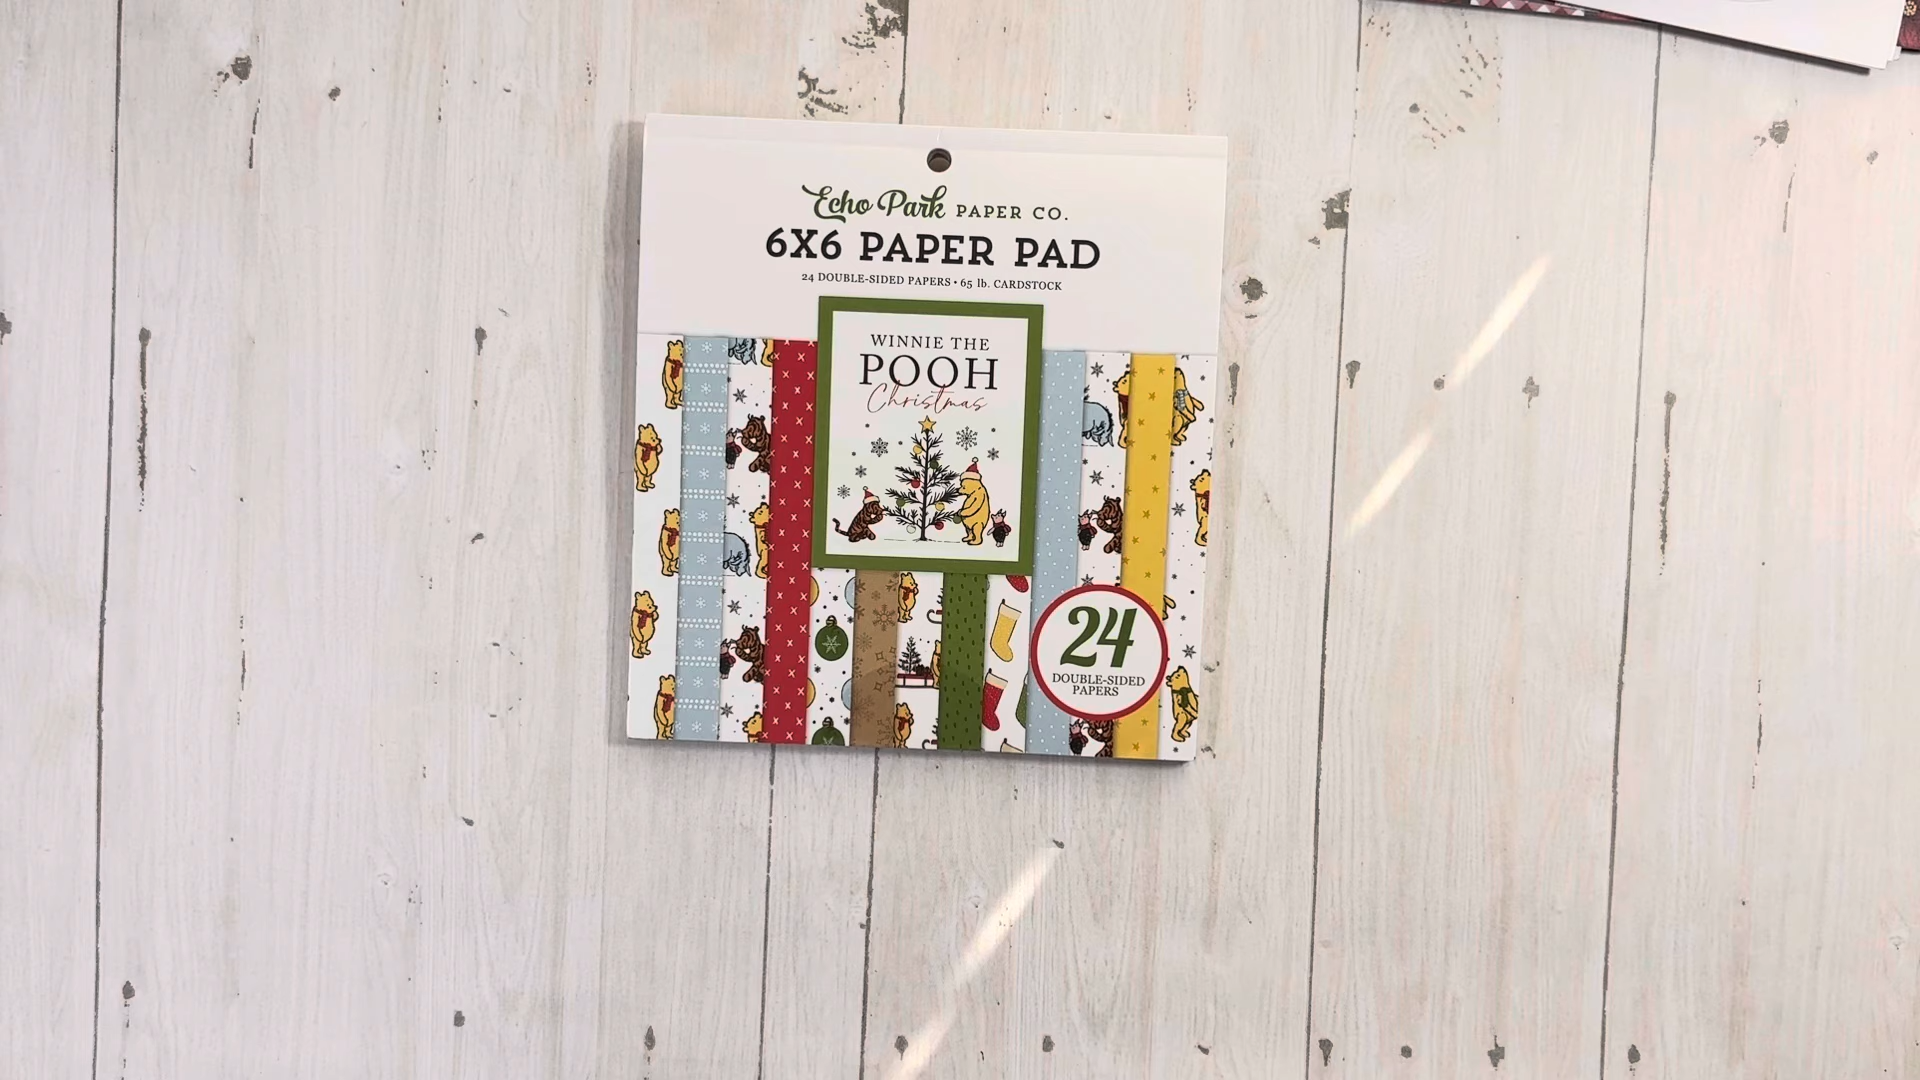 Echo Park PAPER CO.
6X6 PAPER PAD
24 DOUBLE-SIDED PAPERS • 65 lb. CARDSTOCK
WINNIE THE
POOH
Christmas
24
DOUBLE-SIDED
PAPERS